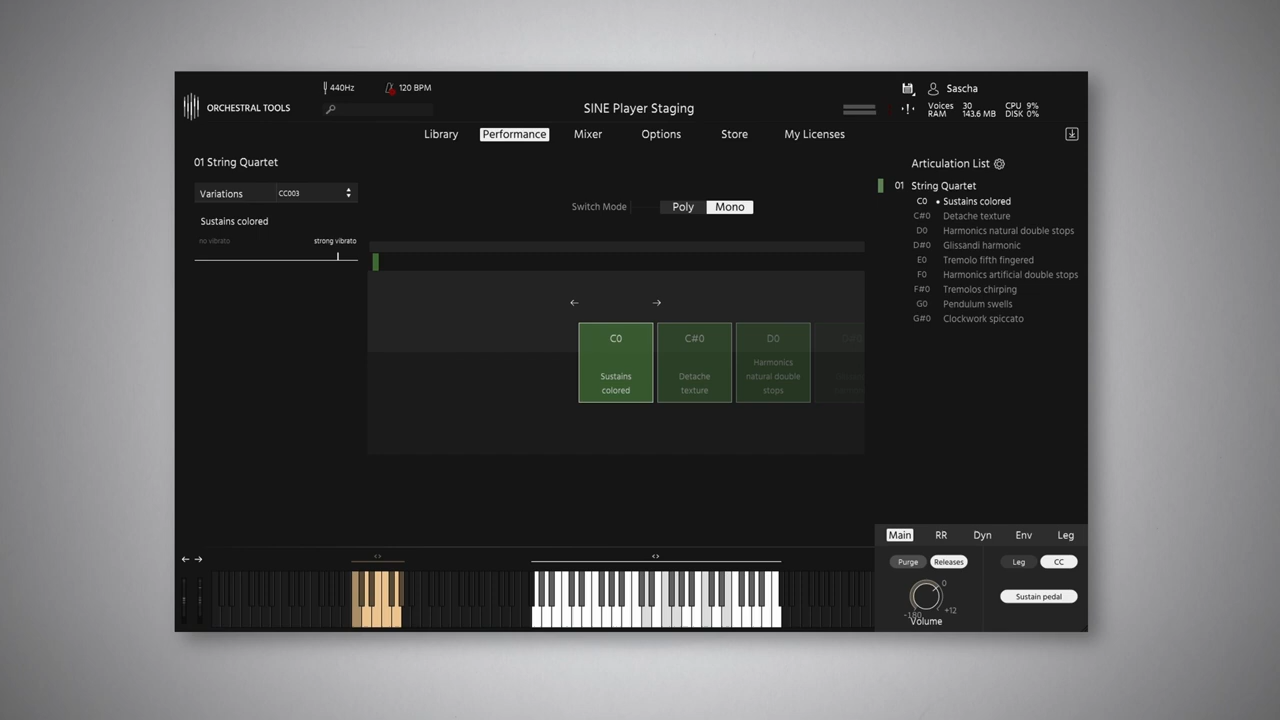 440Hz
120 BPM
Sascha
ORCHESTRAL TOOLS
SINE Player Staging
Voices 30 CPU 9%
RAM 143.6 MB DISK 0%
Library Performance Mixer Options Store My Licenses
01 String Quartet
Articulation List
Variations CC003
01 String Quartet
Sustains colored
no vibrato strong vibrato
Switch Mode Poly Mono
C0 Sustains colored
C#0 Detache texture
D0 Harmonics natural double stops
D#0 Glissandi harmonic
E0 Tremolo fifth fingered
F0 Harmonics artificial double stops
F#0 Tremolos chirping
G0 Pendulum swells
G#0 Clockwork spiccato
C0
Sustains
colored
C#0
Detache
texture
D0
Harmonics
natural double
stops
Main RR Dyn Env Leg
Purge Releases Leg CC
0
-180 +12
Volume
Sustain pedal